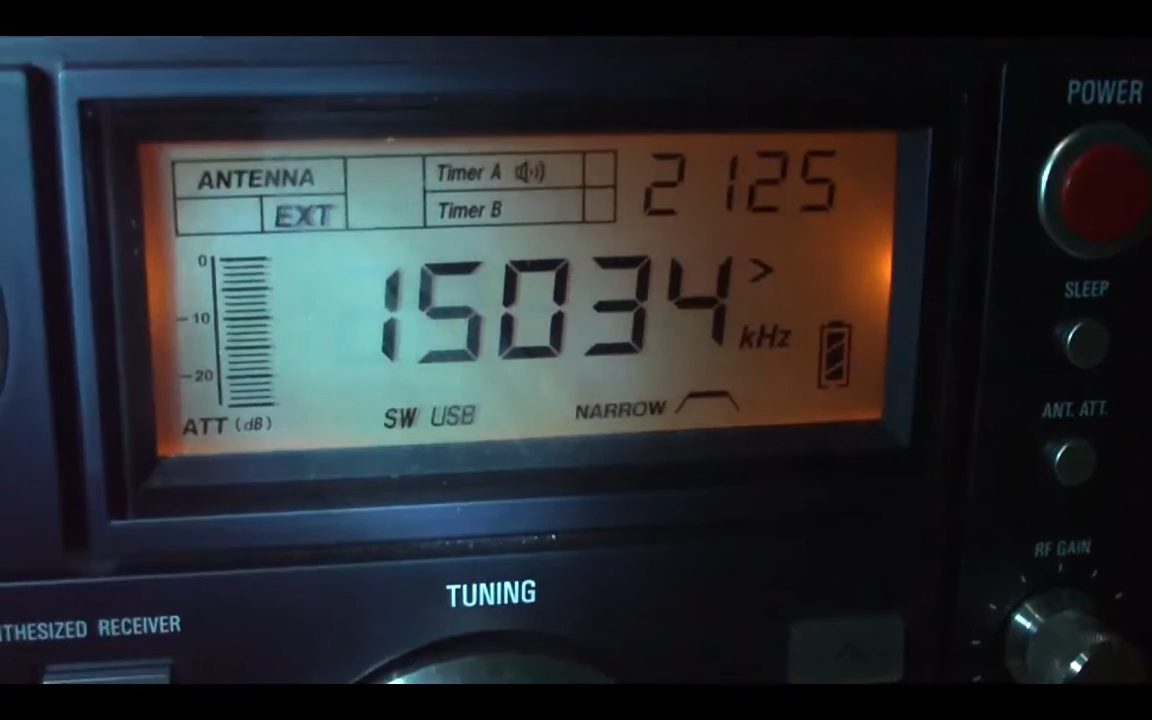 POWER
ANTENNA
EXT
Timer A
Timer B
2125
0
-10
-20
ATT (dB)
15034>
kHz
SW USB
NARROW
SLEEP
ANT. ATT.
RF GAIN
TUNING
THESIZED RECEIVER